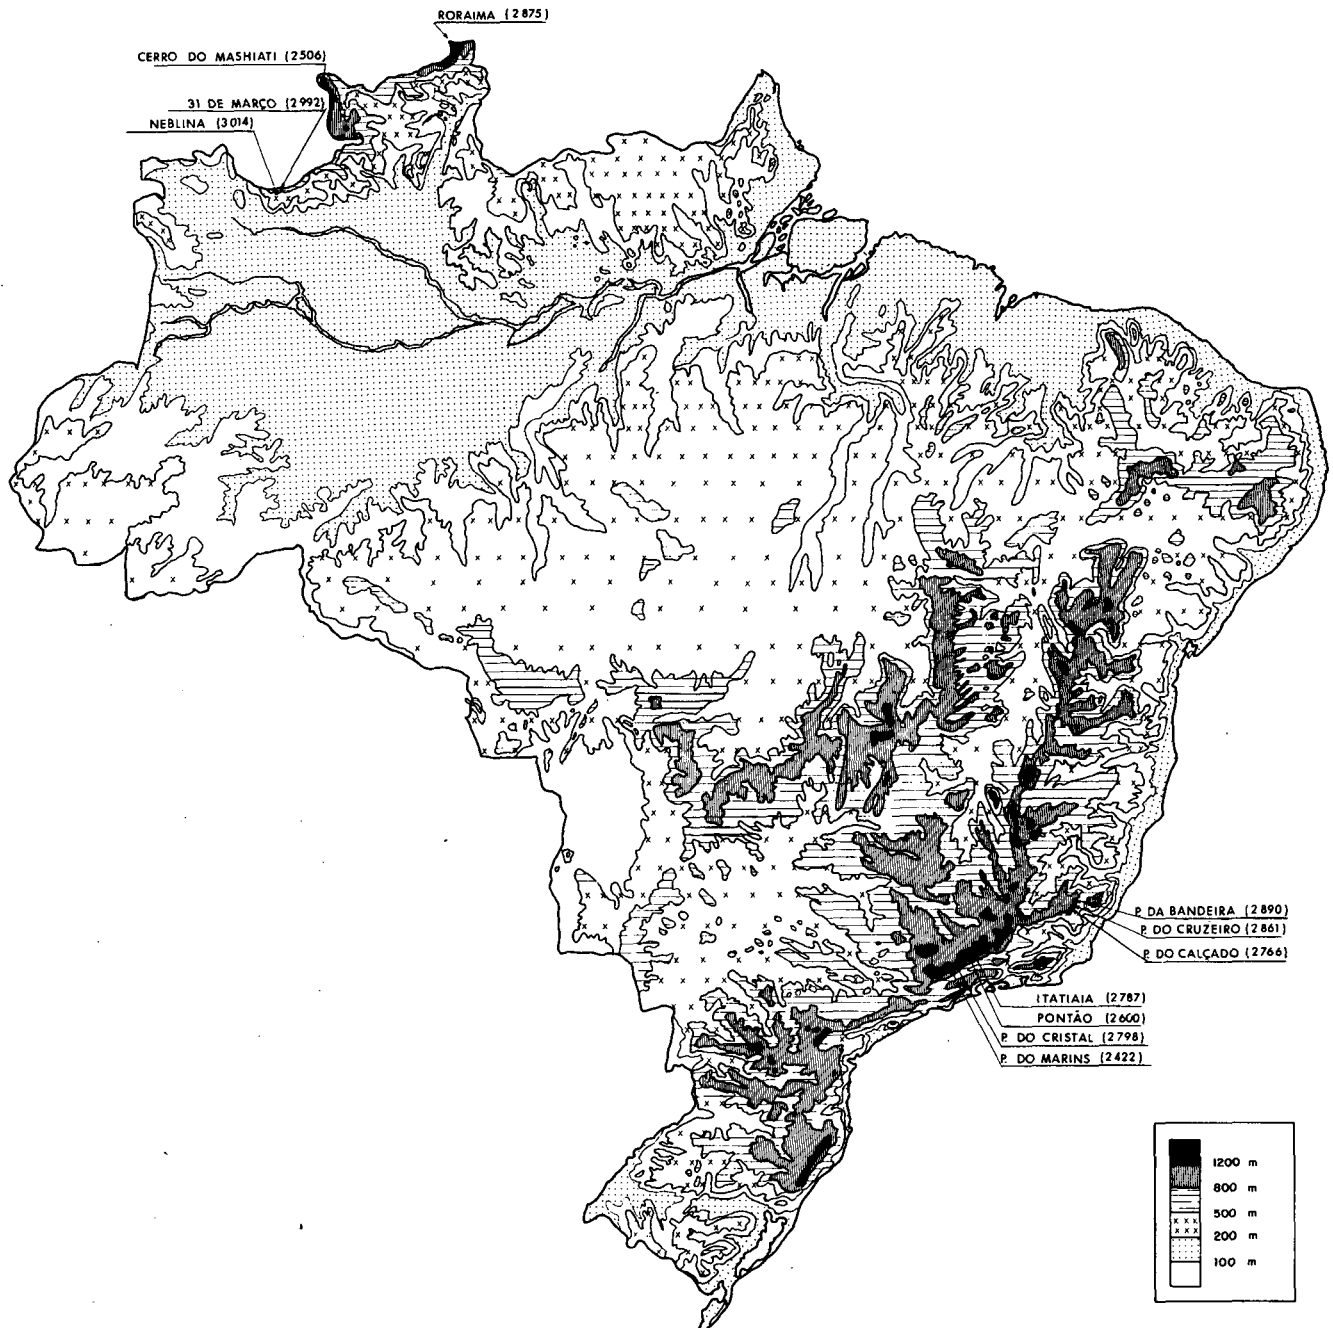 RORAIMA (2875)
CERRO DO MASHIATI (2506)
31 DE MARÇO (2992)
NEBLINA (3014)
P. DA BANDEIRA (2890)
P. DO CRUZEIRO (2861)
P. DO CALÇADO (2766)
ITATIAIA (2787)
PONTÃO (2600)
P. DO CRISTAL (2798)
P. DO MARINS (2422)
1200 m
800 m
500 m
200 m
100 m